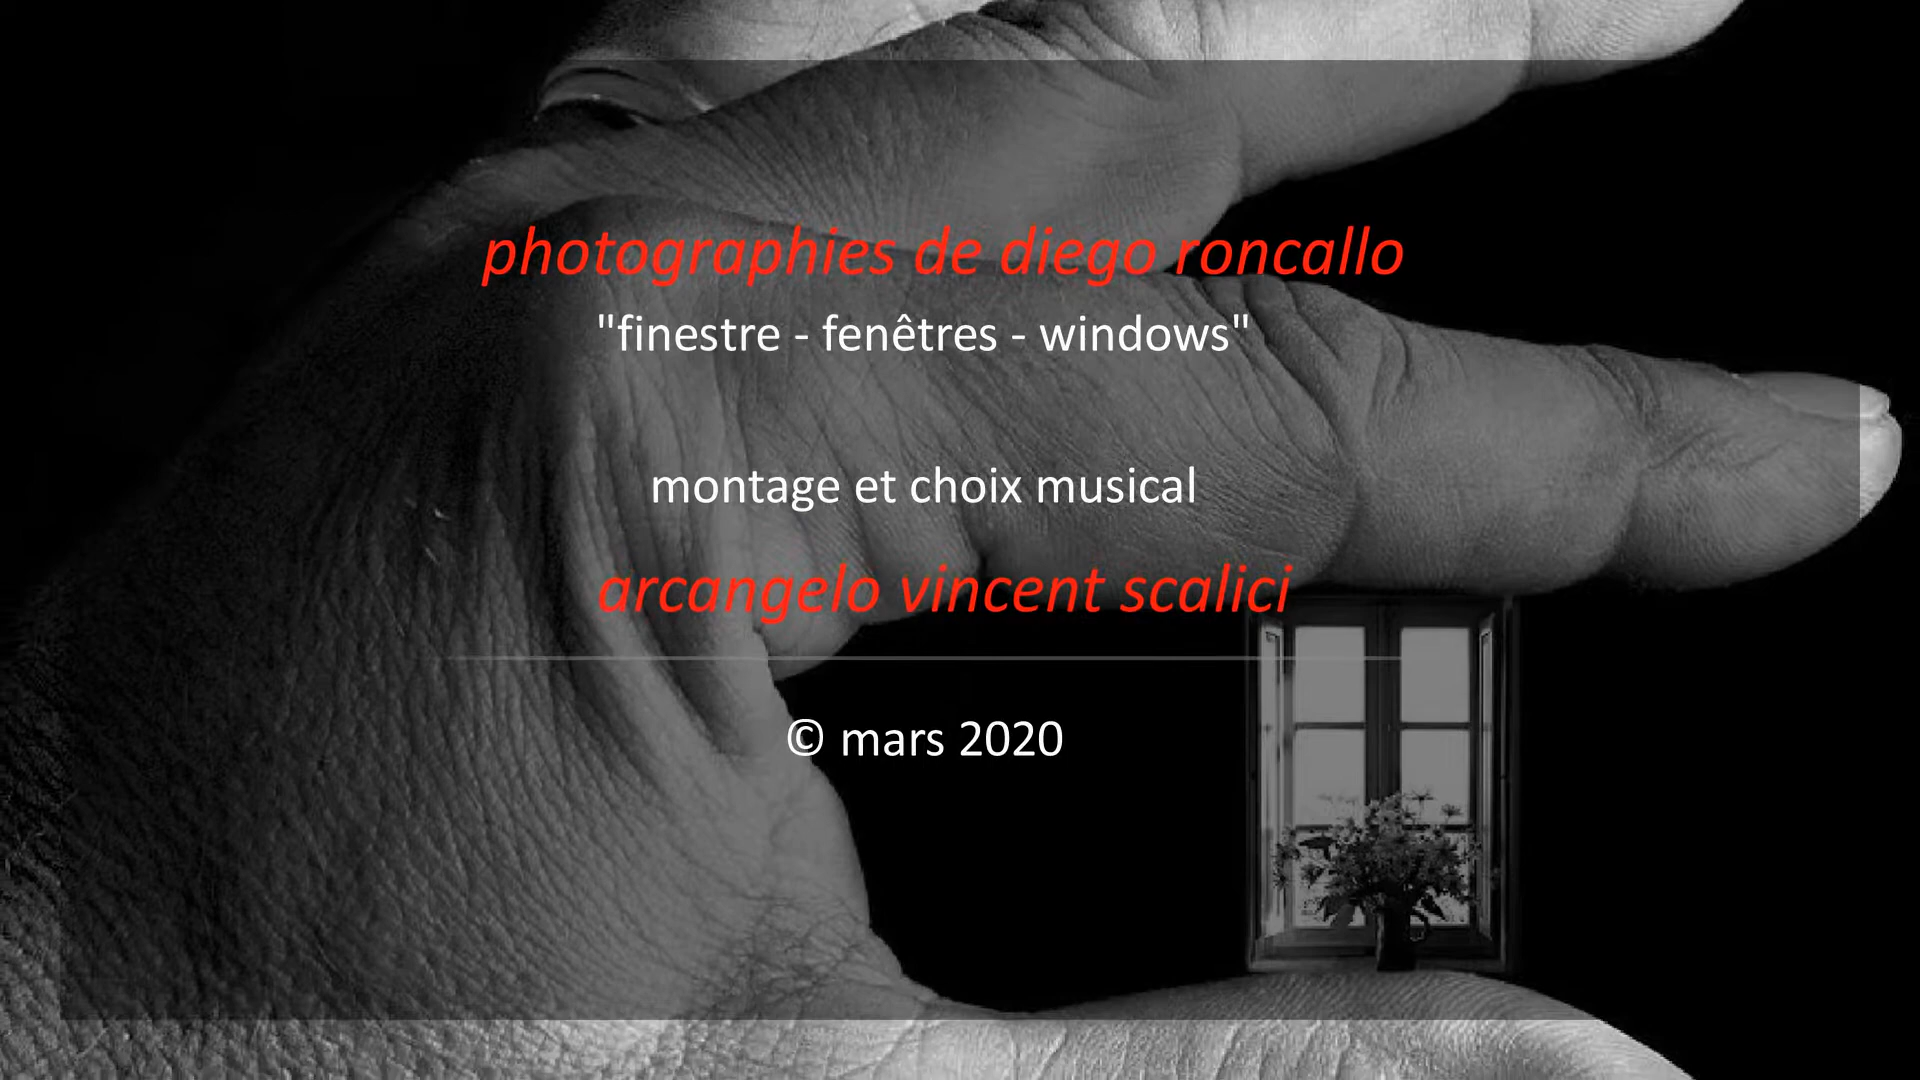 photographies de diego roncallo
"finestre - fenêtres - windows"
montage et choix musical
arcangelo vincent scalici
© mars 2020